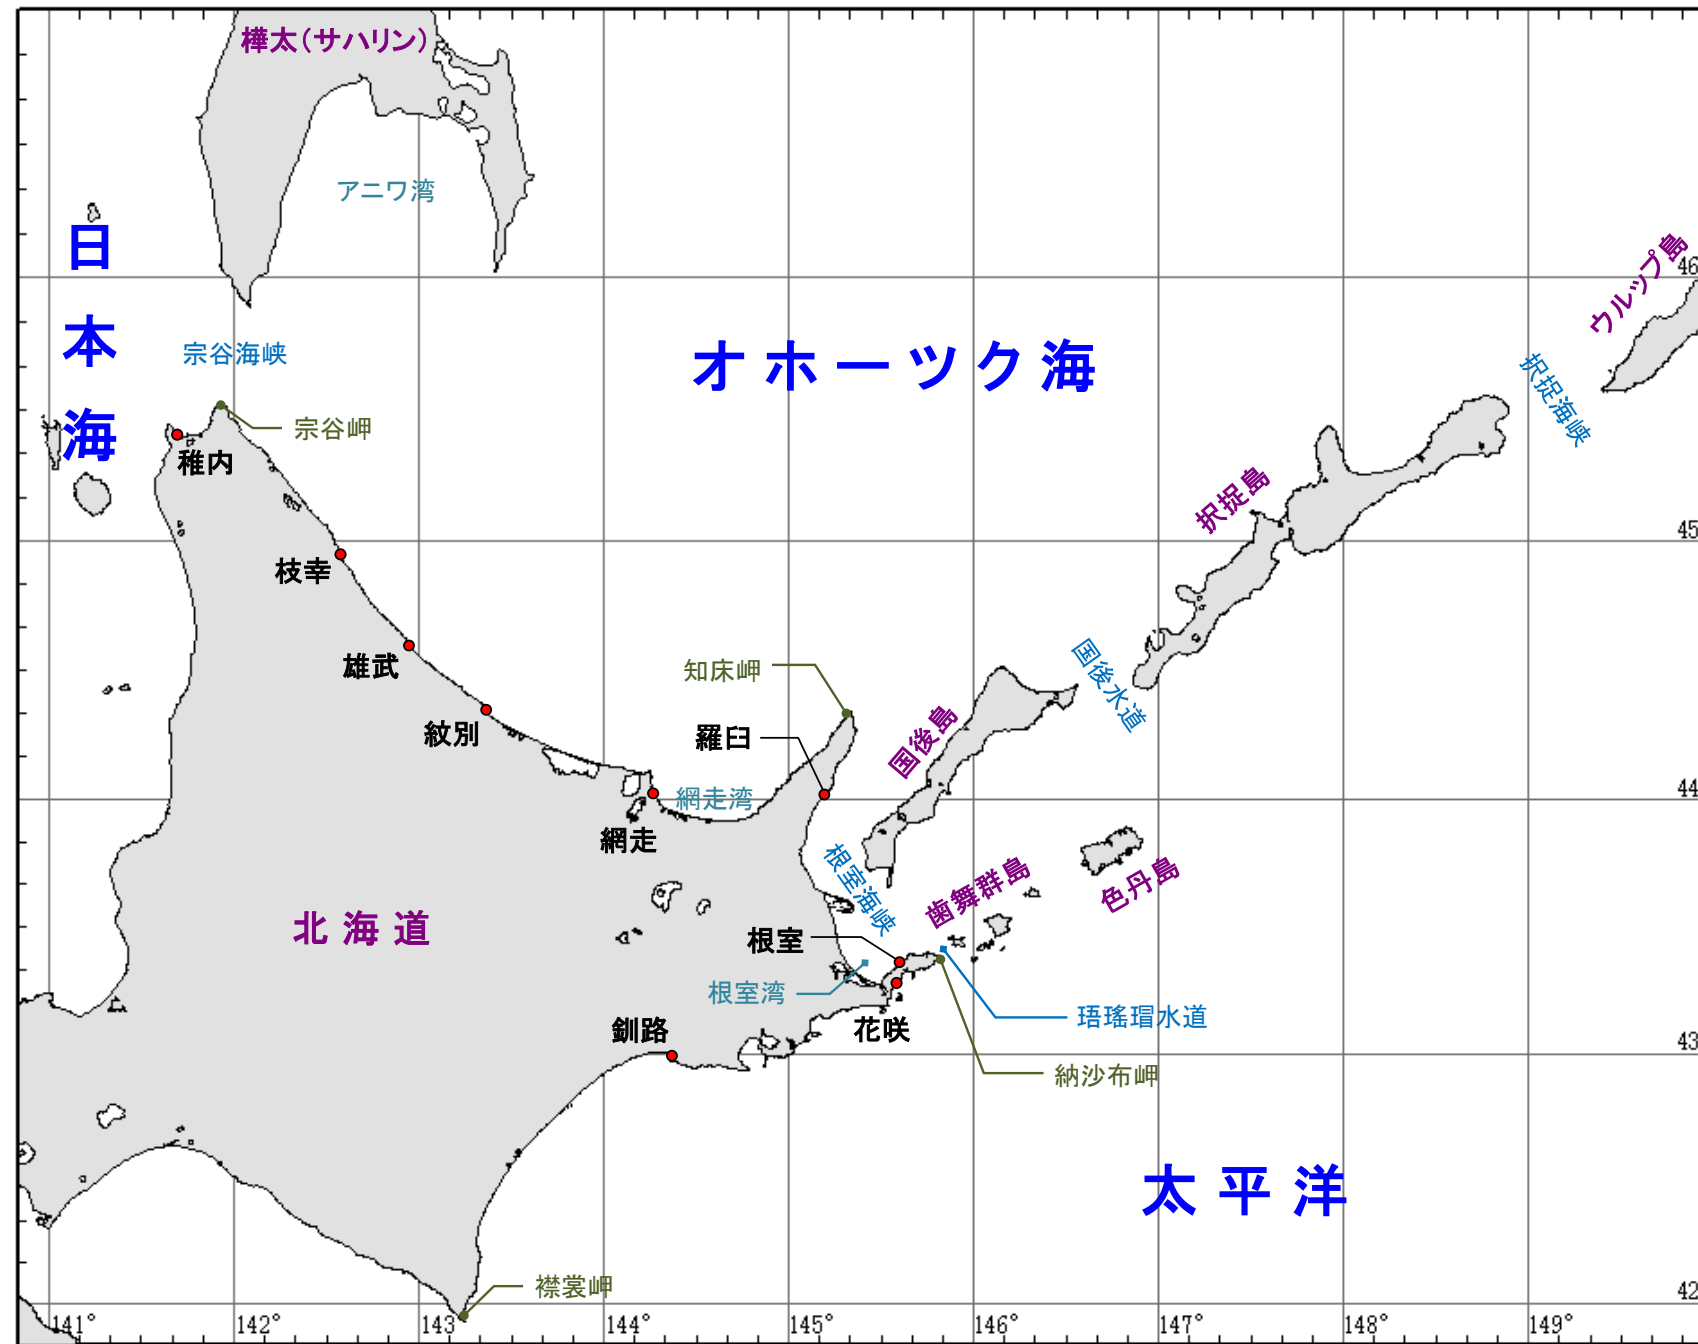 樺太(サハリン)
アニワ湾
日本海
宗谷海峡
オホーツク海
ウルップ島
46
択捉海峡
宗谷岬
稚内
択捉島
45
枝幸
雄武
知床岬
国後水道
紋別
羅臼
国後島
44
網走湾
網走
根室海峡
歯舞群島
色丹島
北海道
根室
根室湾
珸瑤瑁水道
花咲
釧路
43
納沙布岬
太平洋
襟裳岬
42
141° 142° 143° 144° 145° 146° 147° 148° 149°